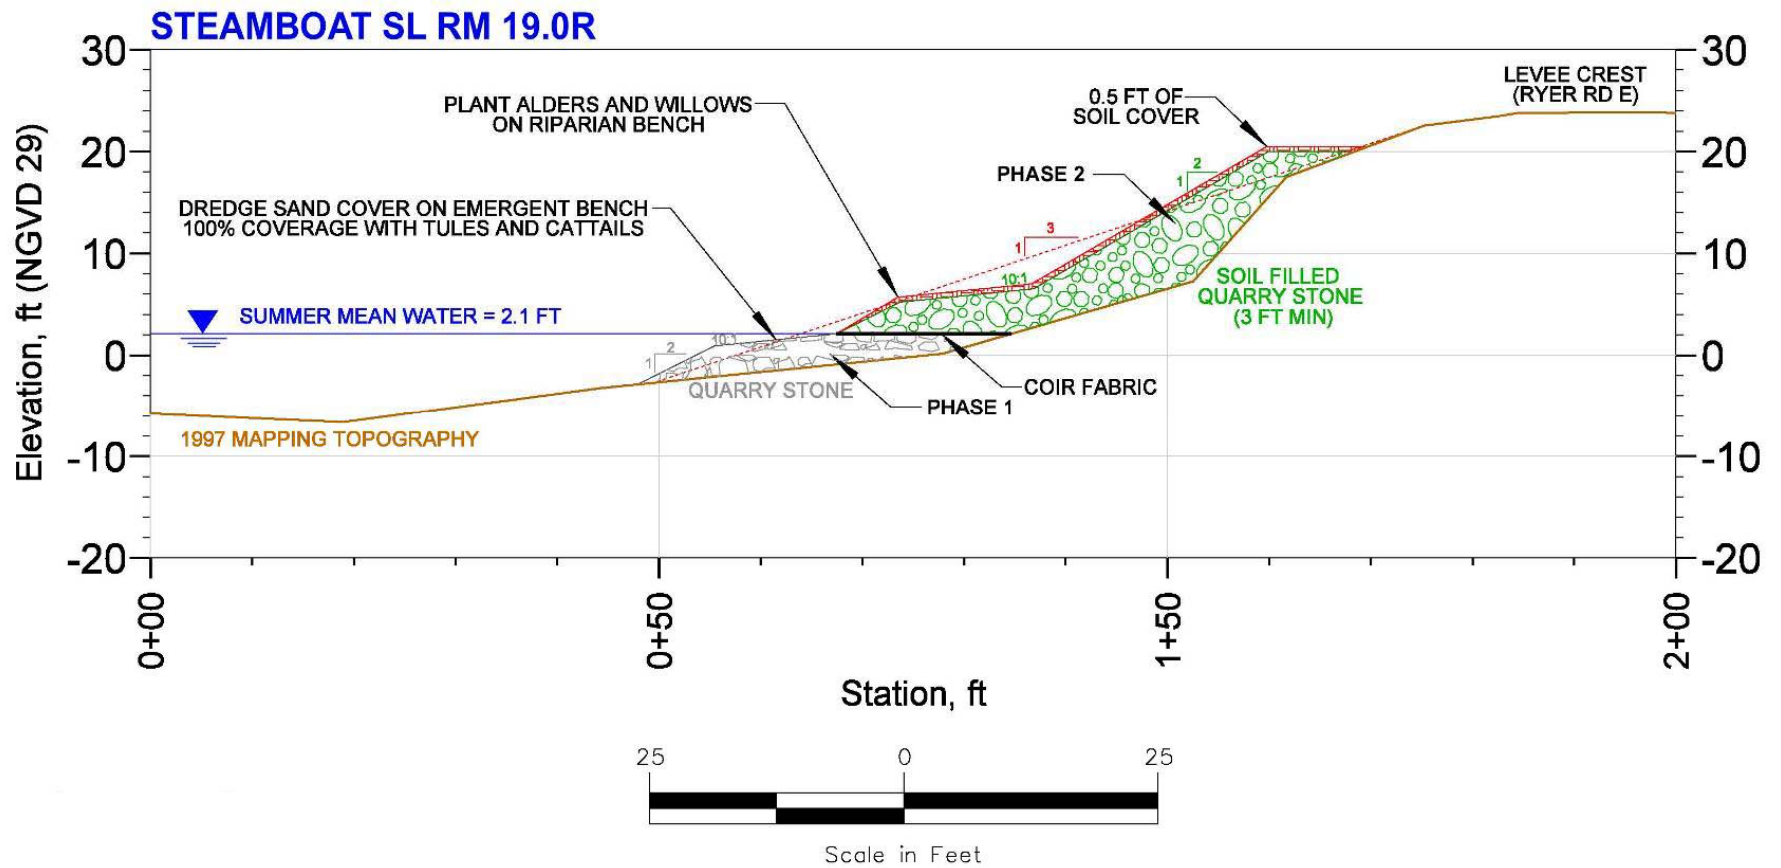 STEAMBOAT SL RM 19.0R
30
20
10
0
-10
-20
30
20
10
0
-10
-20
Elevation, ft (NGVD 29)
LEVEE CREST
(RYER RD E)
0.5 FT OF
SOIL COVER
PLANT ALDERS AND WILLOWS
ON RIPARIAN BENCH
PHASE 2
2
1
DREDGE SAND COVER ON EMERGENT BENCH
100% COVERAGE WITH TULES AND CATTAILS
3
1
10:1
SOIL FILLED
QUARRY STONE
(3 FT MIN)
SUMMER MEAN WATER = 2.1 FT
10:1
2
1
QUARRY STONE
COIR FABRIC
PHASE 1
1997 MAPPING TOPOGRAPHY
0+00
0+50
1+50
2+00
Station, ft
25
0
25
Scale in Feet